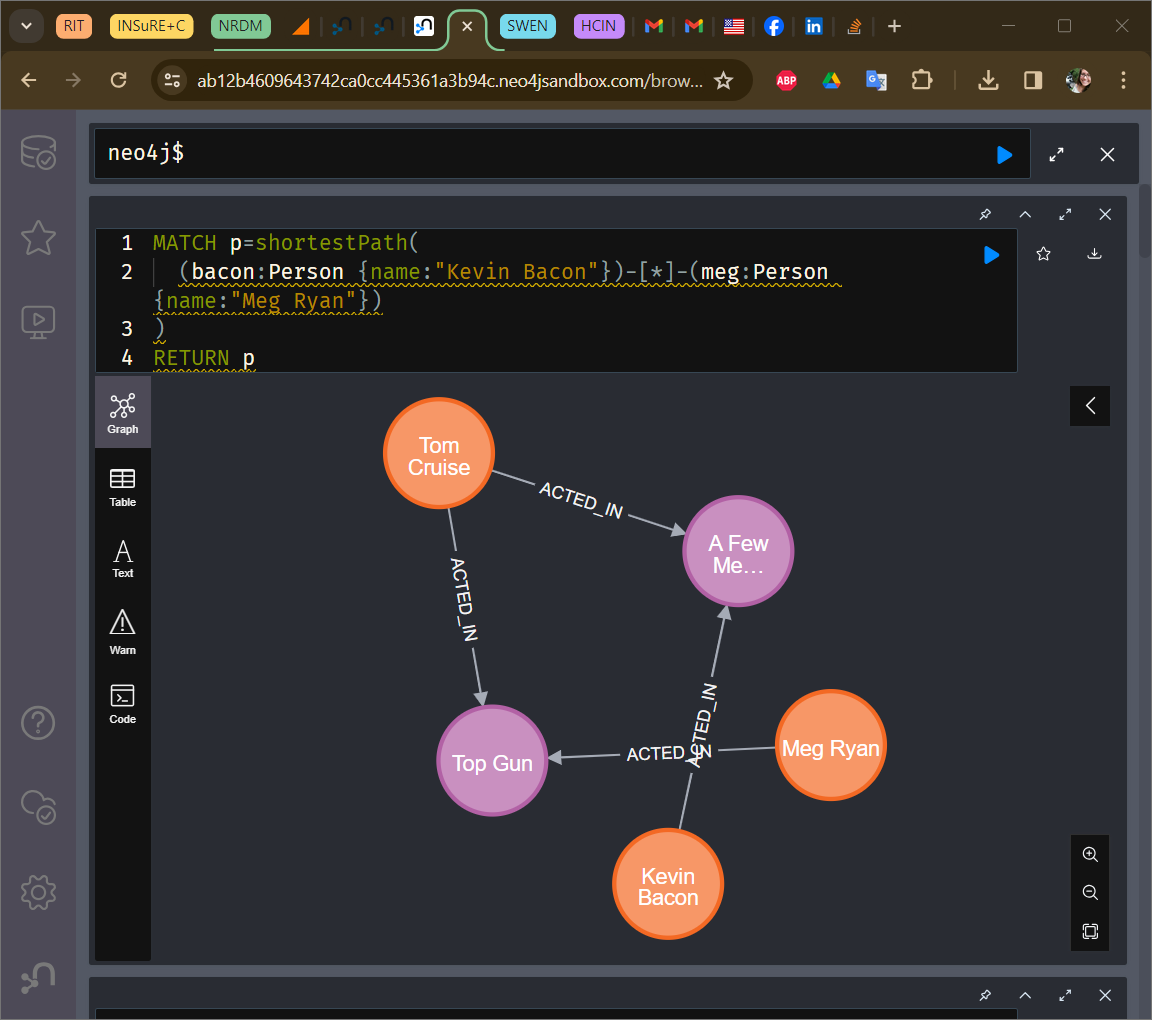 RIT
INSuRE+C
NRDM
SWEN
HCIN
ab12b4609643742ca0cc445361a3b94c.neo4jsandbox.com/brow...
ABP
neo4j$
1 MATCH p=shortestPath(
2 (bacon:Person {name:"Kevin Bacon"})-[*]-(meg:Person
{name:"Meg Ryan"})
3 )
4 RETURN p
Graph
Table
A
Text
Warn
Code
Tom
Cruise
ACTED_IN
A Few
Me...
ACTED_IN
ACTED_IN
Meg Ryan
ACTED_IN
Top Gun
Kevin
Bacon